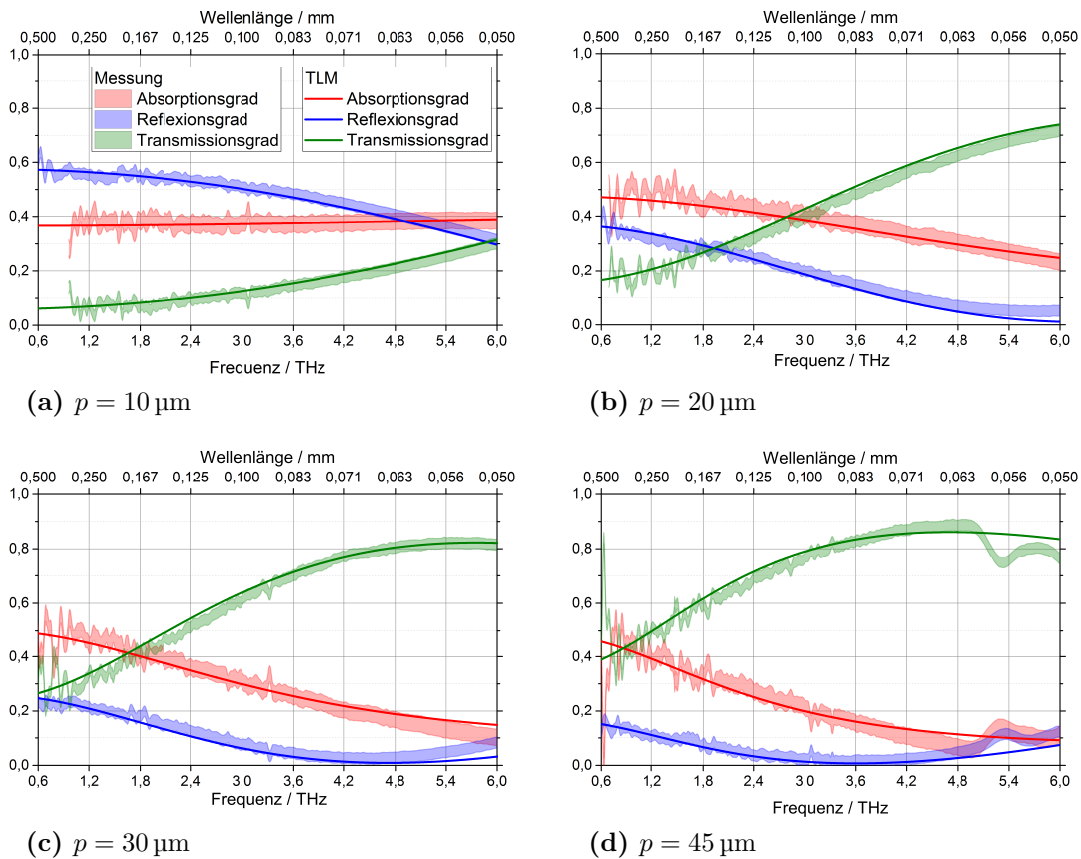 Wellenlänge / mm
0,500 0,250 0,167 0,125 0,100 0,083 0,071 0,063 0,056 0,050
1,0
0,8
0,6
0,4
0,2
0,0
Messung
Absorptionsgrad
Reflexionsgrad
Transmissionsgrad
TLM
Absorptionsgrad
Reflexionsgrad
Transmissionsgrad
0,6 1,2 1,8 2,4 3,0 3,6 4,2 4,8 5,4 6,0
Frecuenz / THz
(a) p = 10 µm
Wellenlänge / mm
0,500 0,250 0,167 0,125 0,100 0,083 0,071 0,063 0,056 0,050
1,0
0,8
0,6
0,4
0,2
0,0
0,6 1,2 1,8 2,4 3,0 3,6 4,2 4,8 5,4 6,0
Frequenz / THz
(b) p = 20 µm
Wellenlänge / mm
0,500 0,250 0,167 0,125 0,100 0,083 0,071 0,063 0,056 0,050
1,0
0,8
0,6
0,4
0,2
0,0
0,6 1,2 1,8 2,4 3,0 3,6 4,2 4,8 5,4 6,0
Frequenz / THz
(c) p = 30 µm
Wellenlänge / mm
0,500 0,250 0,167 0,125 0,100 0,083 0,071 0,063 0,056 0,050
1,0
0,8
0,6
0,4
0,2
0,0
0,6 1,2 1,8 2,4 3,0 3,6 4,2 4,8 5,4 6,0
Frequenz / THz
(d) p = 45 µm